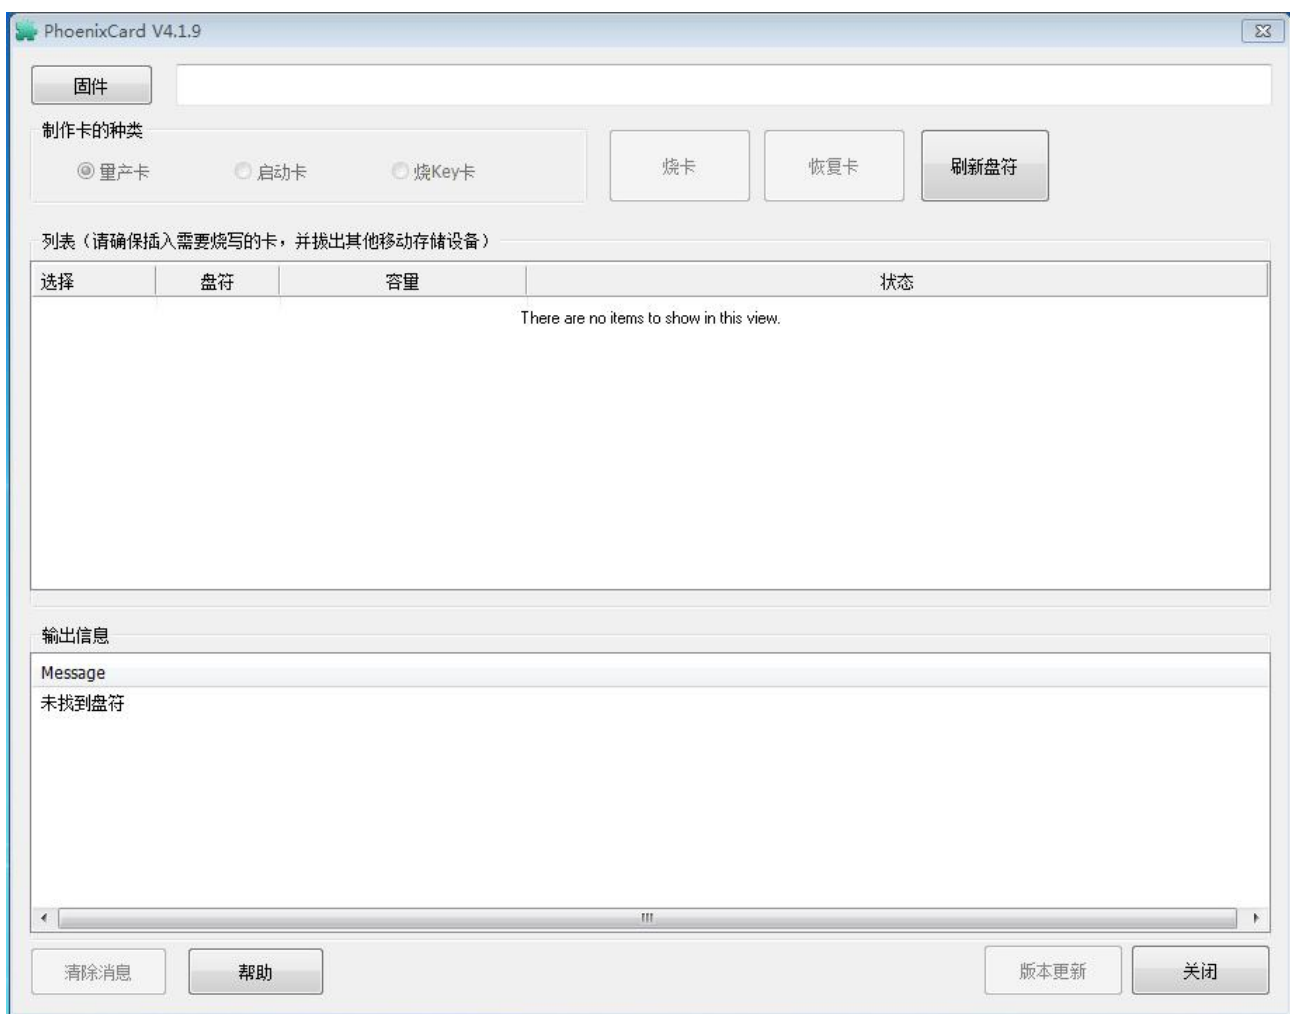 PhoenixCard V4.1.9
固件
制作卡的种类
量产卡 启动卡 烧Key卡
烧卡 恢复卡 刷新盘符
列表（请确保插入需要烧写的卡，并拔出其他移动存储设备）
选择 盘符 容量 状态
There are no items to show in this view.
输出信息
Message
未找到盘符
清除消息 帮助 版本更新 关闭